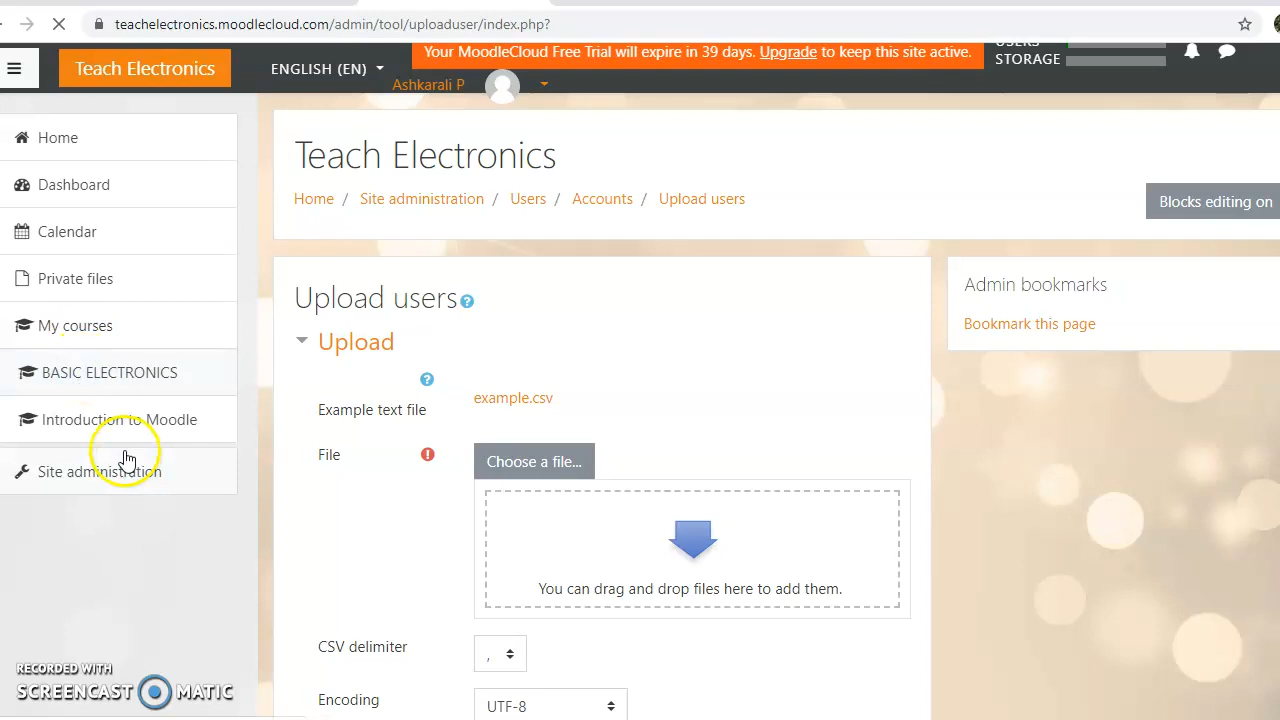 teachelectronics.moodlecloud.com/admin/tool/uploaduser/index.php?
Teach Electronics
ENGLISH (EN)
Your MoodleCloud Free Trial will expire in 39 days. Upgrade to keep this site active.
USERS
STORAGE
Ashkarali P
Home
Dashboard
Calendar
Private files
My courses
BASIC ELECTRONICS
Introduction to Moodle
Site administration
Teach Electronics
Home / Site administration / Users / Accounts / Upload users
Blocks editing on
Upload users
Upload
Example text file
example.csv
File
Choose a file...
You can drag and drop files here to add them.
CSV delimiter
,
Encoding
UTF-8
Admin bookmarks
Bookmark this page
RECORDED WITH
SCREENCAST MATIC